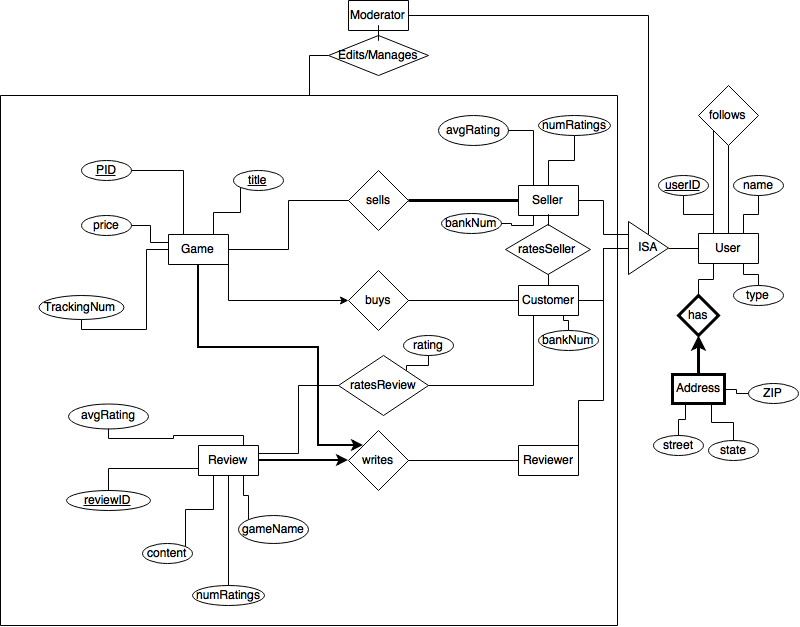 Moderator
Edits/Manages
follows
avgRating
numRatings
PID
title
userID
name
sells
Seller
price
bankNum
Game
ratesSeller
ISA
User
TrackingNum
buys
Customer
type
has
bankNum
rating
ratesReview
Address
ZIP
avgRating
street
state
Review
writes
Reviewer
reviewID
gameName
content
numRatings